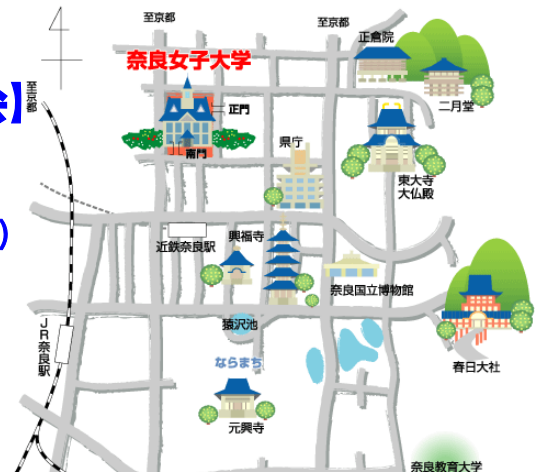 至京都
至京都
正倉院
奈良女子大学
二月堂
至京都
会】
正門
南門
県庁
東大寺
大仏殿
）
近鉄奈良駅
興福寺
奈良国立博物館
猿沢池
JR奈良駅
ならまち
春日大社
元興寺
奈良教育大学